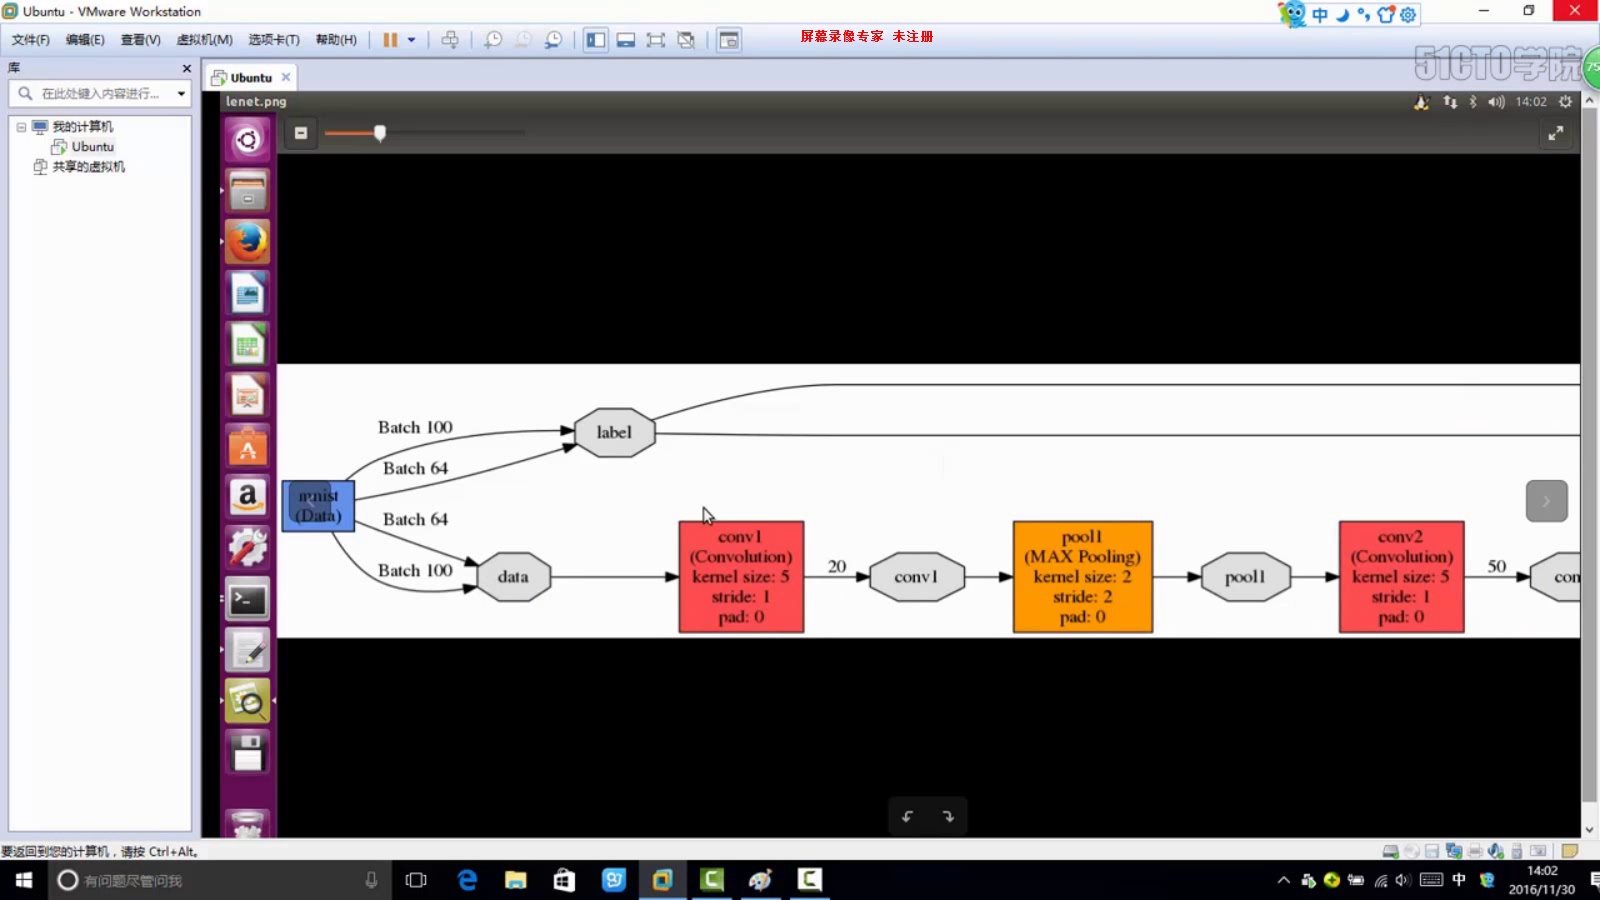 Ubuntu - VMware Workstation
中
文件(F) 编辑(E) 查看(V) 虚拟机(M) 选项卡(T) 帮助(H)
屏幕录像专家 未注册
51CTO学院
75
库
Ubuntu
在此处键入内容进行...
lenet.png
14:02
我的计算机
Ubuntu
共享的虚拟机
Batch 100
label
Batch 64
mnist
(Data)
Batch 64
Batch 100
data
conv1
(Convolution)
kernel size: 5
stride: 1
pad: 0
20
conv1
pool1
(MAX Pooling)
kernel size: 2
stride: 2
pad: 0
pool1
conv2
(Convolution)
kernel size: 5
stride: 1
pad: 0
50
con
要返回到您的计算机，请按 Ctrl+Alt。
有问题尽管问我
中
14:02
2016/11/30